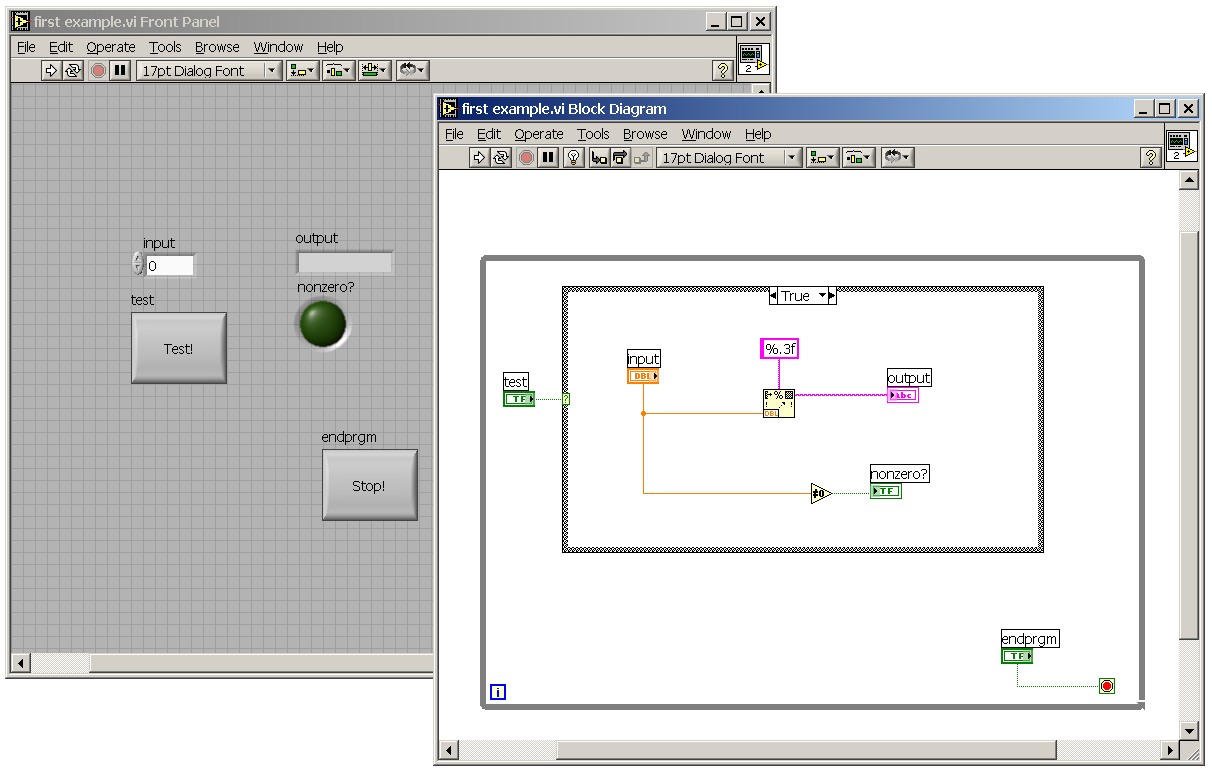 first example.vi Front Panel
File Edit Operate Tools Browse Window Help
17pt Dialog Font
?
2
input
0
output
test
nonzero?
Test!
endprgm
Stop!
first example.vi Block Diagram
File Edit Operate Tools Browse Window Help
17pt Dialog Font
?
2
True
%.3f
input
DBL
output
abc
test
TF
?
%
DBL
nonzero?
≠0
TF
endprgm
TF
i